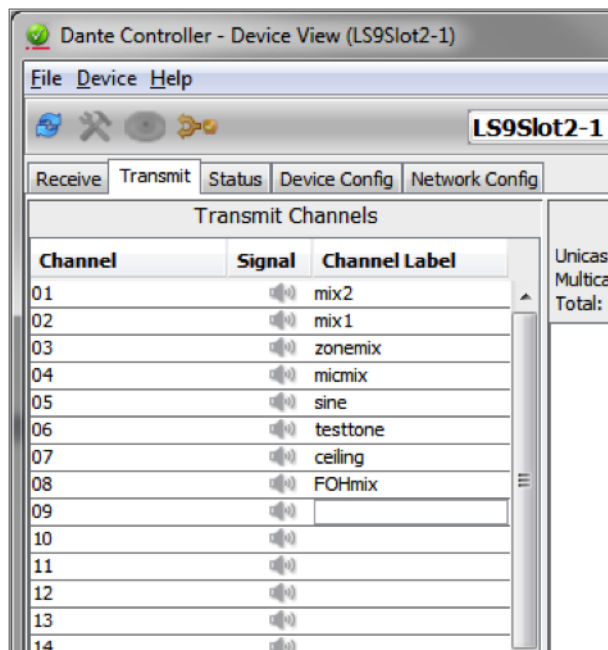 Dante Controller - Device View (LS9Slot2-1)
File Device Help
LS9Slot2-1
Receive Transmit Status Device Config Network Config
Transmit Channels
Channel Signal Channel Label
Unicas
Multica
Total:
01 mix2
02 mix1
03 zonemix
04 micmix
05 sine
06 testtone
07 ceiling
08 FOHmix
09
10
11
12
13
14